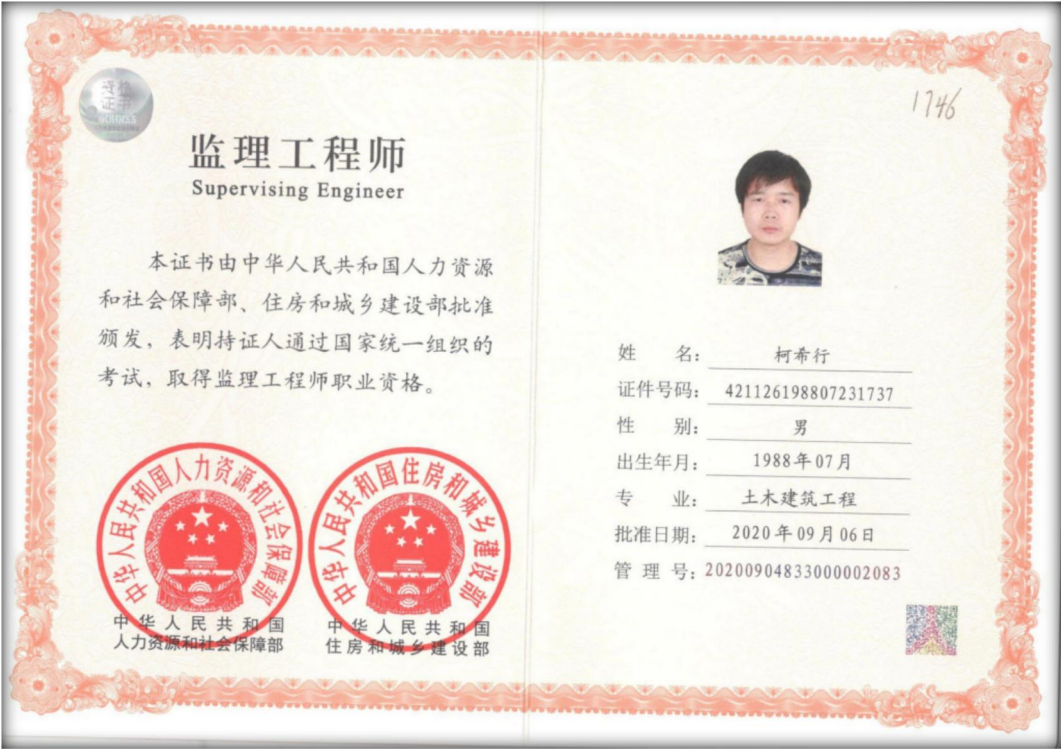 资格
证书
监理工程师
Supervising Engineer
本证书由中华人民共和国人力资源
和社会保障部、住房和城乡建设部批准
颁发，表明持证人通过国家统一组织的
考试，取得监理工程师职业资格。
中华人民共和国人力资源和社会保障部
中华人民共和国住房和城乡建设部
中华人民共和国
人力资源和社会保障部
中华人民共和国
住房和城乡建设部
1746
姓 名：柯希行
证件号码：421126198807231737
性 别：男
出生年月：1988年07月
专 业：土木建筑工程
批准日期：2020年09月06日
管 理 号：20200904833000002083